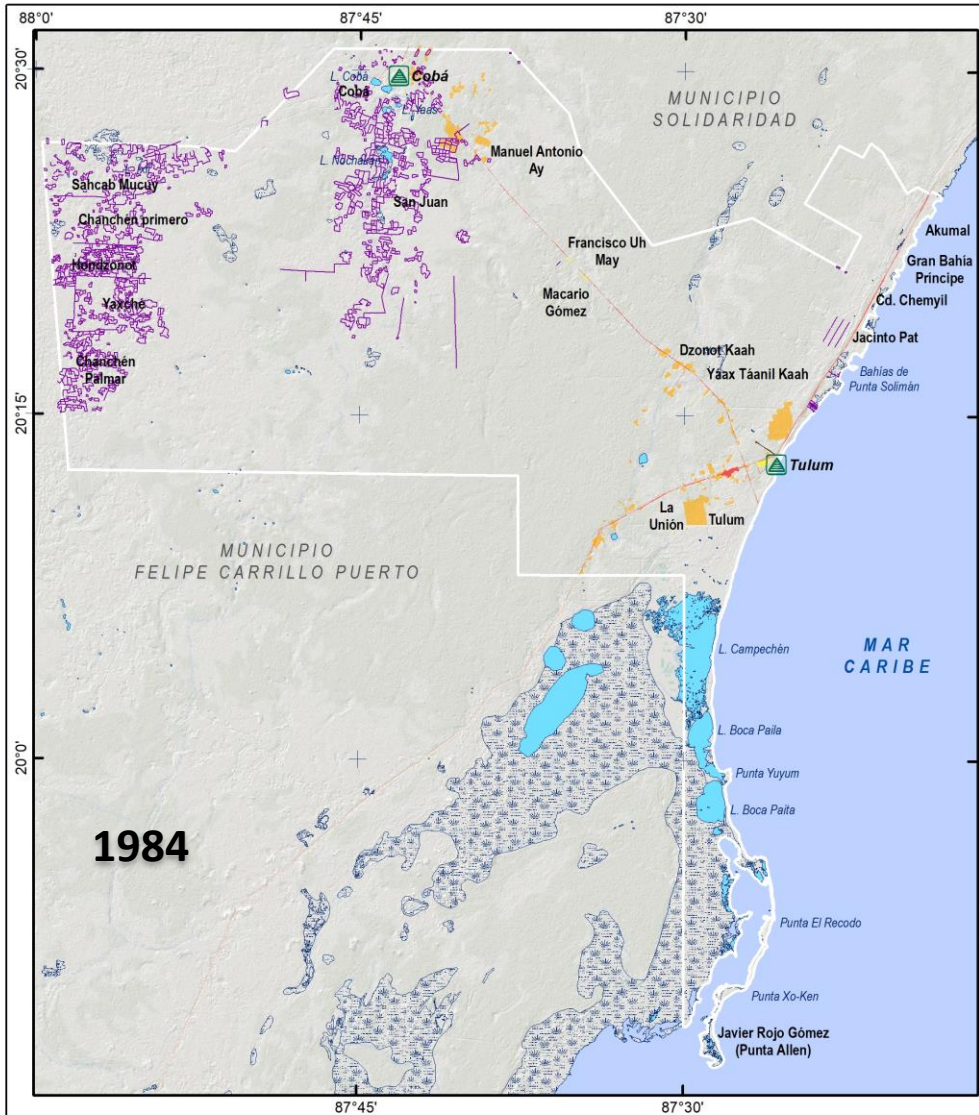 88°0'
87°45'
87°30'
20°30'
L. Cobá
Cobá
Cobá
L. Yaas
MUNICIPIO
SOLIDARIDAD
Manuel Antonio
Ay
L. Nochalia
Sahcab Mucuy
San Juan
Chanchen primero
Akumal
Francisco Uh
May
Gran Bahía
Príncipe
Hondzonot
Macario
Gómez
Cd. Chemyil
Yaxché
Jacinto Pat
Dzonot Kaah
Chanchén
Palmar
Yaax Táanil Kaah
Bahías de
Punta Solimán
20°15'
Tulum
La
Unión
Tulum
MUNICIPIO
FELIPE CARRILLO PUERTO
L. Campechén
MAR
CARIBE
L. Boca Paila
20°0'
Punta Yuyum
L. Boca Paita
1984
Punta El Recodo
Punta Xo-Ken
Javier Rojo Gómez
(Punta Allen)
87°45'
87°30'